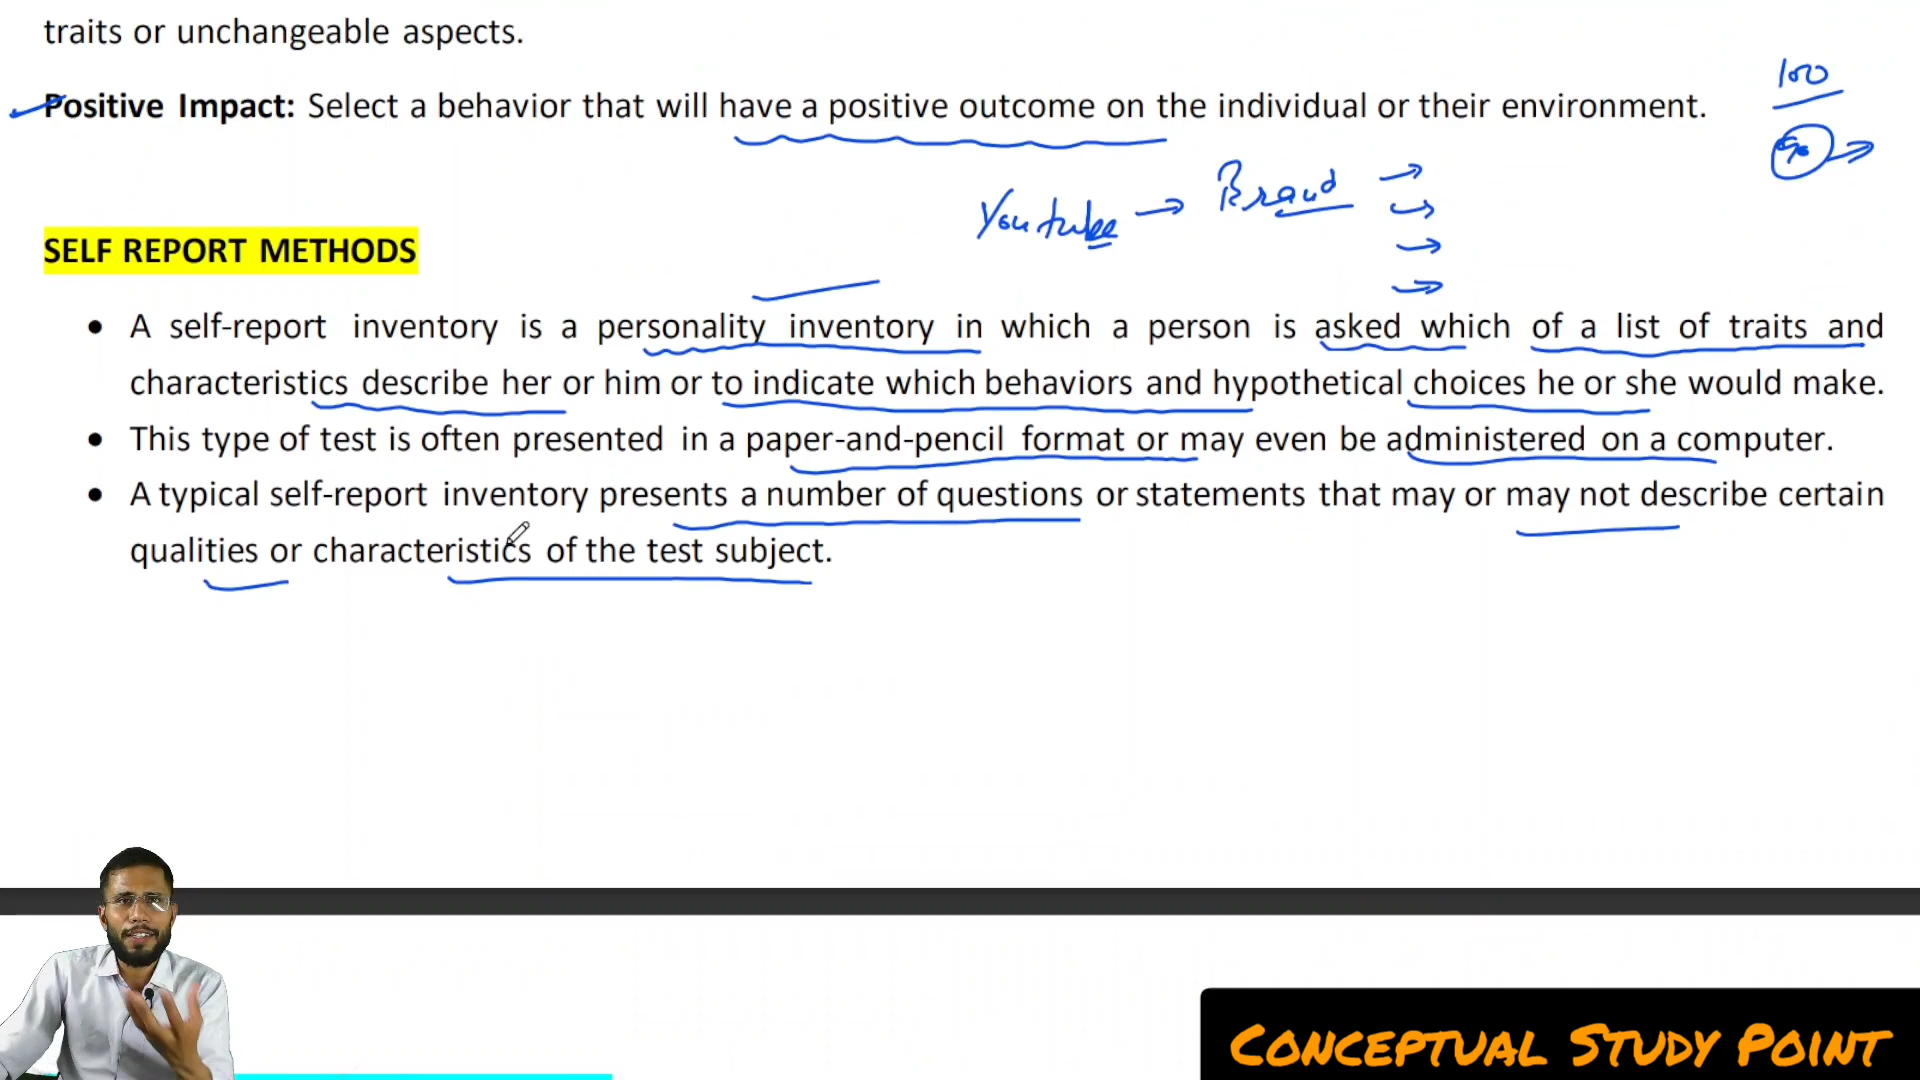 traits or unchangeable aspects.
Positive Impact: Select a behavior that will have a positive outcome on the individual or their environment.
100
Youtube → Brand
SELF REPORT METHODS
• A self-report inventory is a personality inventory in which a person is asked which of a list of traits and
characteristics describe her or him or to indicate which behaviors and hypothetical choices he or she would make.
• This type of test is often presented in a paper-and-pencil format or may even be administered on a computer.
• A typical self-report inventory presents a number of questions or statements that may or may not describe certain
qualities or characteristics of the test subject.
CONCEPTUAL STUDY POINT